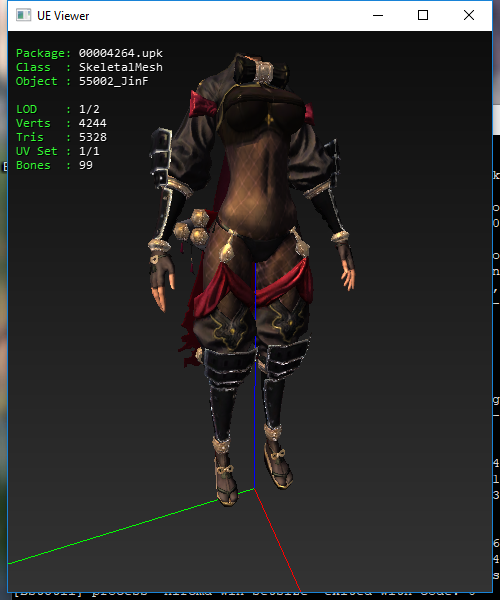 UE Viewer
Package: 00004264.upk
Class : SkeletalMesh
Object : 55002_JinF
LOD : 1/2
Verts : 4244
Tris : 5328
UV Set : 1/1
Bones : 99